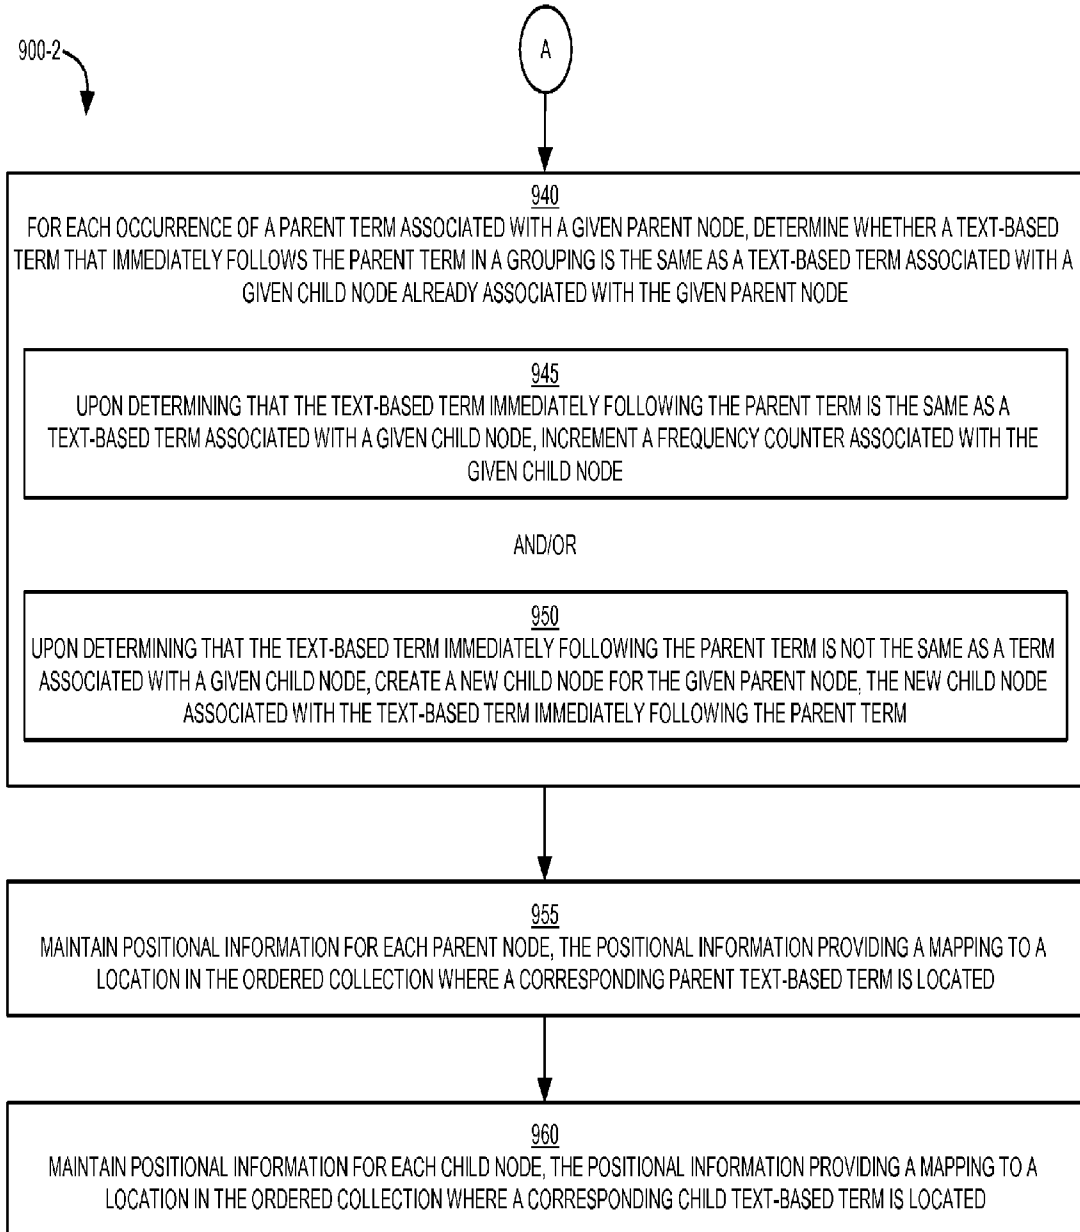 900-2
A
940
FOR EACH OCCURRENCE OF A PARENT TERM ASSOCIATED WITH A GIVEN PARENT NODE, DETERMINE WHETHER A TEXT-BASED
TERM THAT IMMEDIATELY FOLLOWS THE PARENT TERM IN A GROUPING IS THE SAME AS A TEXT-BASED TERM ASSOCIATED WITH A
GIVEN CHILD NODE ALREADY ASSOCIATED WITH THE GIVEN PARENT NODE
945
UPON DETERMINING THAT THE TEXT-BASED TERM IMMEDIATELY FOLLOWING THE PARENT TERM IS THE SAME AS A
TEXT-BASED TERM ASSOCIATED WITH A GIVEN CHILD NODE, INCREMENT A FREQUENCY COUNTER ASSOCIATED WITH THE
GIVEN CHILD NODE
AND/OR
950
UPON DETERMINING THAT THE TEXT-BASED TERM IMMEDIATELY FOLLOWING THE PARENT TERM IS NOT THE SAME AS A TERM
ASSOCIATED WITH A GIVEN CHILD NODE, CREATE A NEW CHILD NODE FOR THE GIVEN PARENT NODE, THE NEW CHILD NODE
ASSOCIATED WITH THE TEXT-BASED TERM IMMEDIATELY FOLLOWING THE PARENT TERM
955
MAINTAIN POSITIONAL INFORMATION FOR EACH PARENT NODE, THE POSITIONAL INFORMATION PROVIDING A MAPPING TO A
LOCATION IN THE ORDERED COLLECTION WHERE A CORRESPONDING PARENT TEXT-BASED TERM IS LOCATED
960
MAINTAIN POSITIONAL INFORMATION FOR EACH CHILD NODE, THE POSITIONAL INFORMATION PROVIDING A MAPPING TO A
LOCATION IN THE ORDERED COLLECTION WHERE A CORRESPONDING CHILD TEXT-BASED TERM IS LOCATED